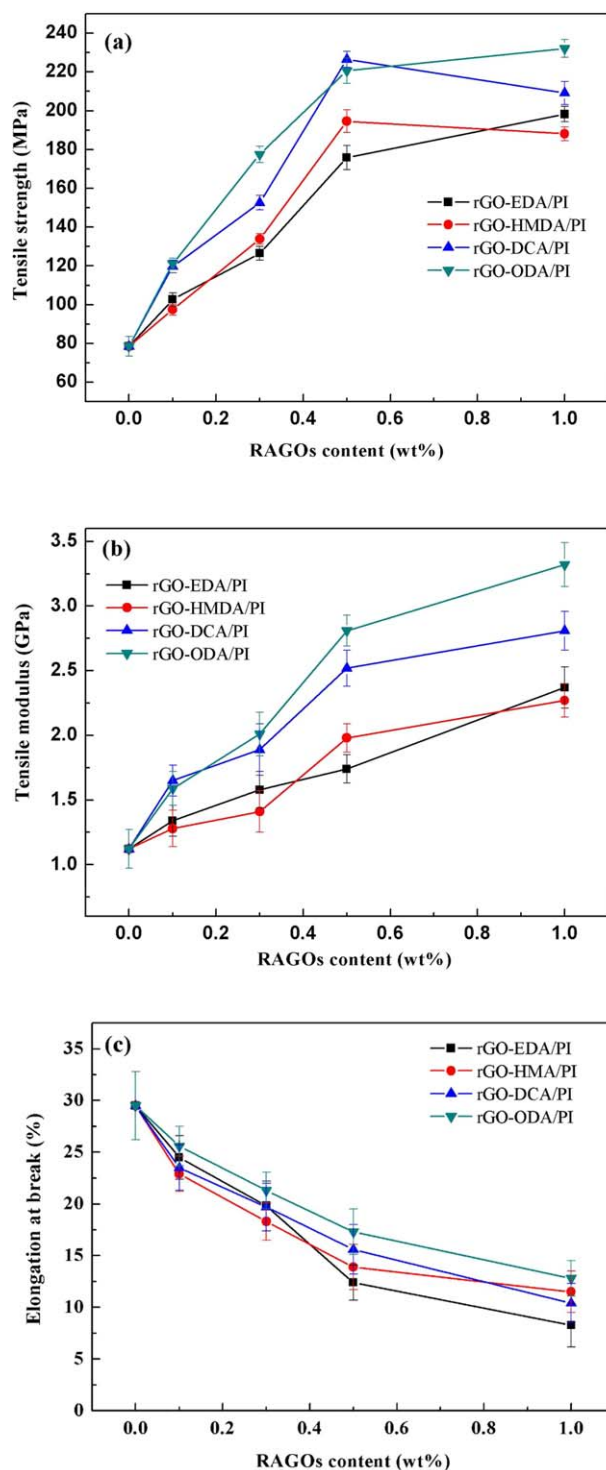 (a)
240
220
200
180
160
140
120
100
80
60
Tensile strength (MPa)
rGO-EDA/PI
rGO-HMDA/PI
rGO-DCA/PI
rGO-ODA/PI
0.0 0.2 0.4 0.6 0.8 1.0
RAGOs content (wt%)
(b)
3.5
3.0
2.5
2.0
1.5
1.0
Tensile modulus (GPa)
rGO-EDA/PI
rGO-HMDA/PI
rGO-DCA/PI
rGO-ODA/PI
0.0 0.2 0.4 0.6 0.8 1.0
RAGOs content (wt%)
(c)
35
30
25
20
15
10
5
0
Elongation at break (%)
rGO-EDA/PI
rGO-HMA/PI
rGO-DCA/PI
rGO-ODA/PI
0.0 0.2 0.4 0.6 0.8 1.0
RAGOs content (wt%)